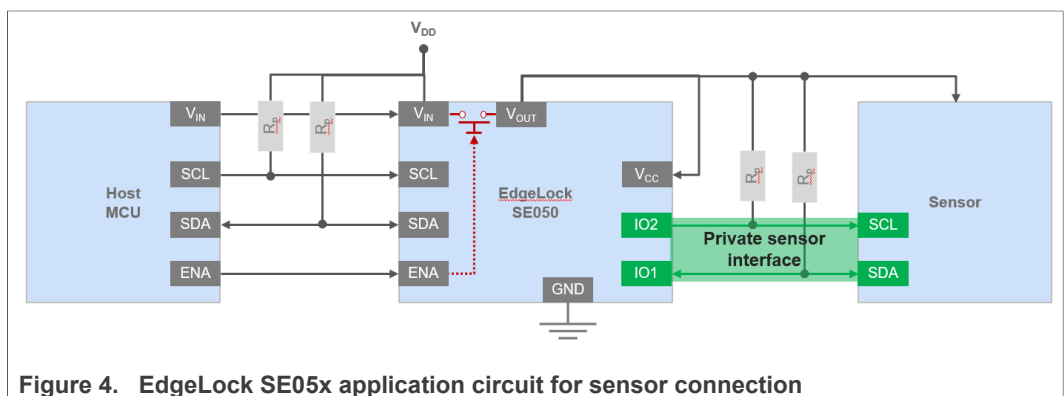 VDD
VIN
Rp
Rp
VIN
VOUT
Rp
Rp
SCL
SCL
VCC
Host
MCU
EdgeLock
SE050
Sensor
SDA
SDA
IO2
Private sensor
interface
SCL
ENA
ENA
IO1
SDA
GND
Figure 4. EdgeLock SE05x application circuit for sensor connection